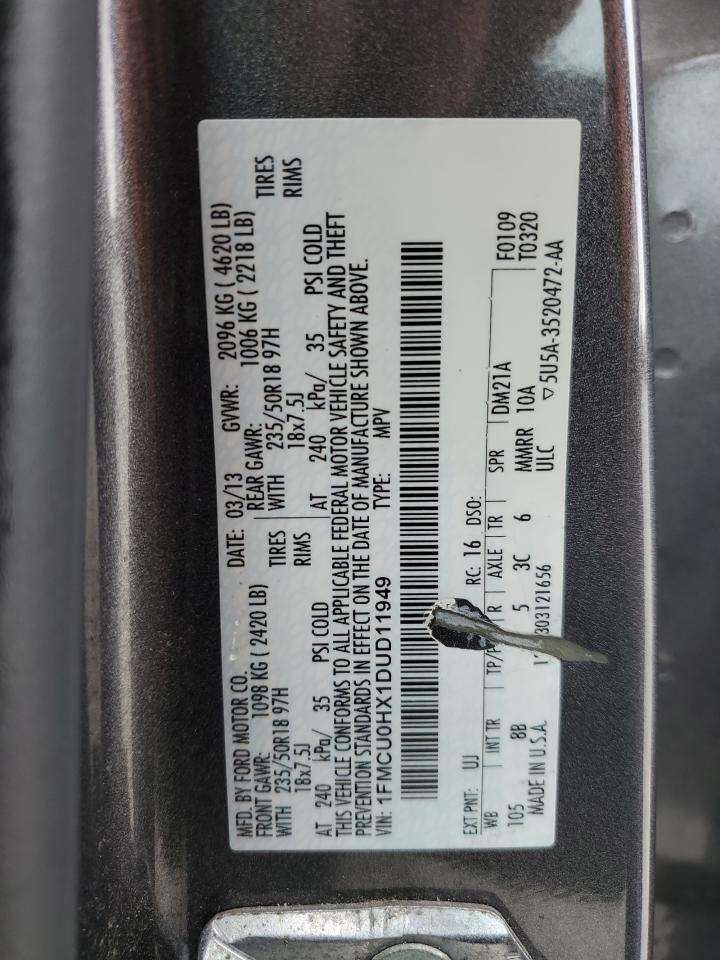 MFD. BY FORD MOTOR CO. DATE: 03/13 GVWR: 2096 KG ( 4620 LB)
FRONT GAWR: 1098 KG ( 2420 LB) REAR GAWR: 1006 KG ( 2218 LB)
WITH 235/50R18 97H TIRES WITH 235/50R18 97H TIRES
18x7.5J RIMS 18x7.5J RIMS
AT 240 kPa/ 35 PSI COLD AT 240 kPa/ 35 PSI COLD
THIS VEHICLE CONFORMS TO ALL APPLICABLE FEDERAL MOTOR VEHICLE SAFETY AND THEFT
PREVENTION STANDARDS IN EFFECT ON THE DATE OF MANUFACTURE SHOWN ABOVE.
VIN: 1FMCU0HX1DUD11949 TYPE: MPV
EXT PNT: UJ RC: 16 DSO: F0109
WB INT TR TP/P R AXLE TR SPR DM21A T0320
105 8B 5 3C 6 MMRR 10A
MADE IN U.S.A. 303121656 ULC ▽5U5A-3520472-AA